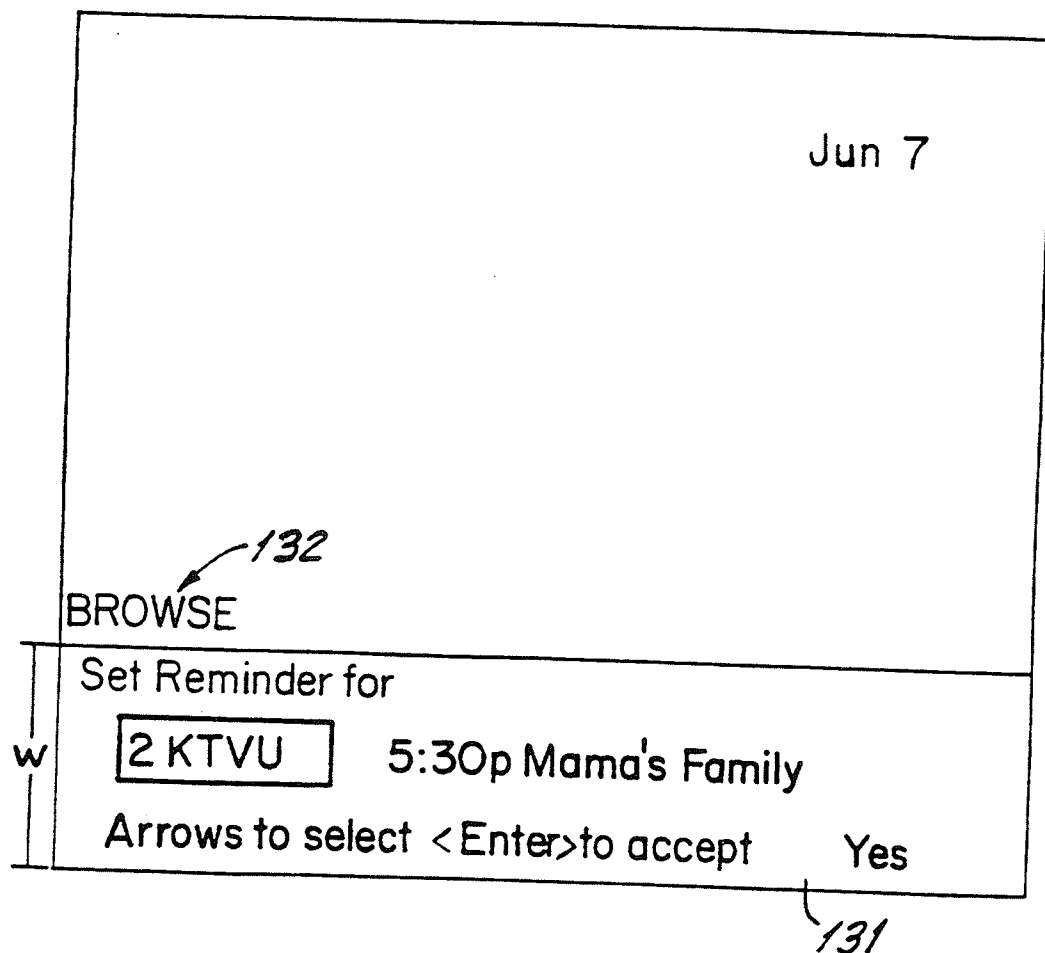 Jun 7
132
BROWSE
Set Reminder for
W
2 KTVU 5:30p Mama's Family
Arrows to select <Enter>to accept Yes
131